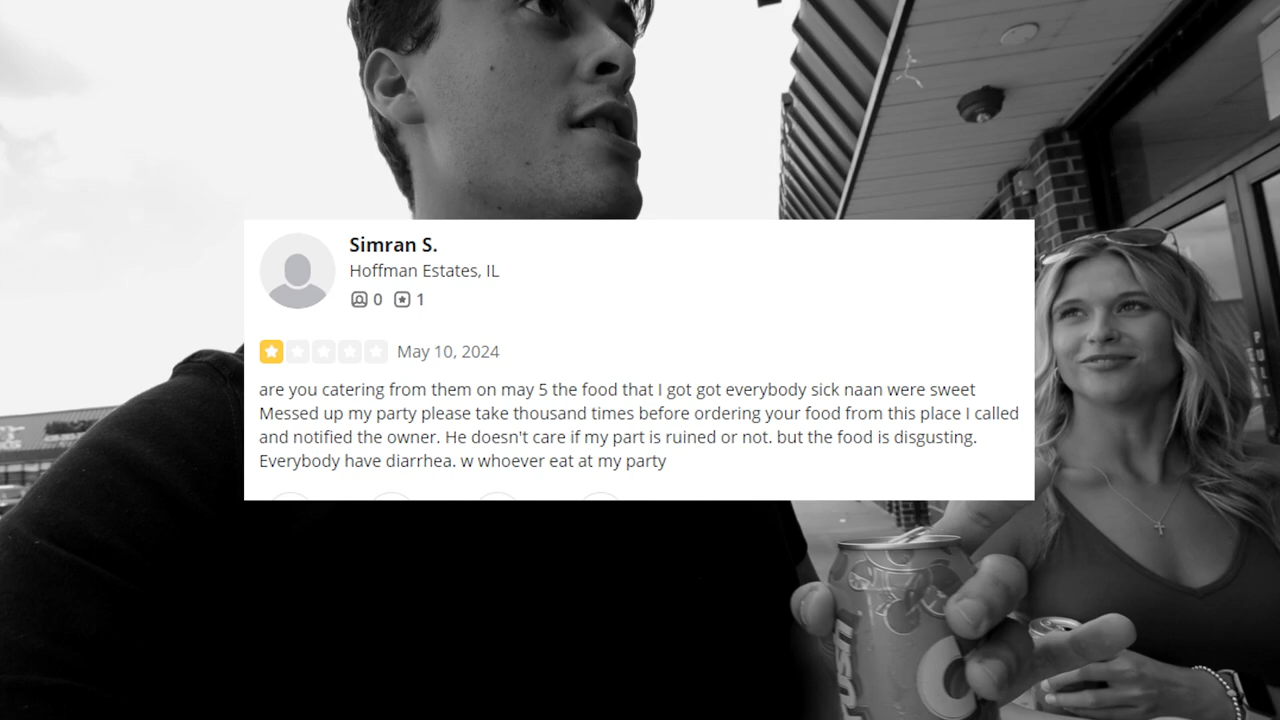 Simran S.
Hoffman Estates, IL
0 1
May 10, 2024
are you catering from them on may 5 the food that I got got everybody sick naan were sweet
Messed up my party please take thousand times before ordering your food from this place I called
and notified the owner. He doesn't care if my part is ruined or not. but the food is disgusting.
Everybody have diarrhea. w whoever eat at my party